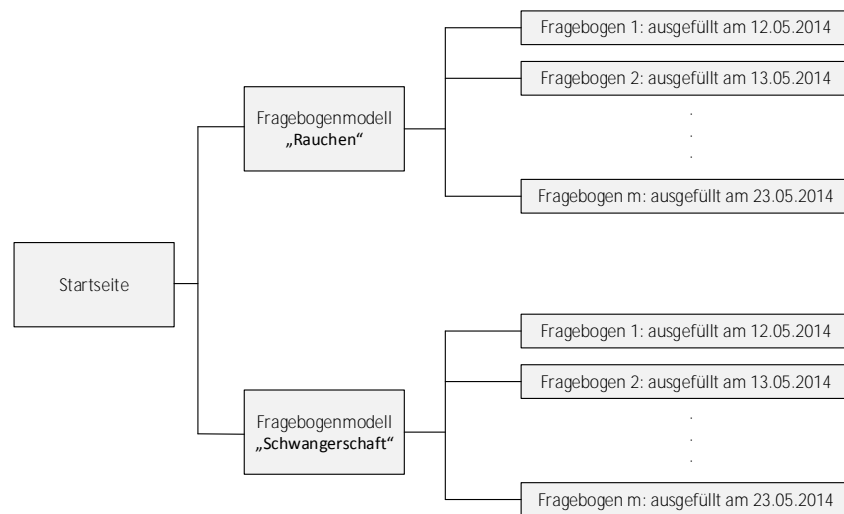 Startseite
Fragebogenmodell
„Rauchen“
Fragebogen 1: ausgefüllt am 12.05.2014
Fragebogen 2: ausgefüllt am 13.05.2014
.
.
.
Fragebogen m: ausgefüllt am 23.05.2014
Fragebogenmodell
„Schwangerschaft“
Fragebogen 1: ausgefüllt am 12.05.2014
Fragebogen 2: ausgefüllt am 13.05.2014
.
.
.
Fragebogen m: ausgefüllt am 23.05.2014